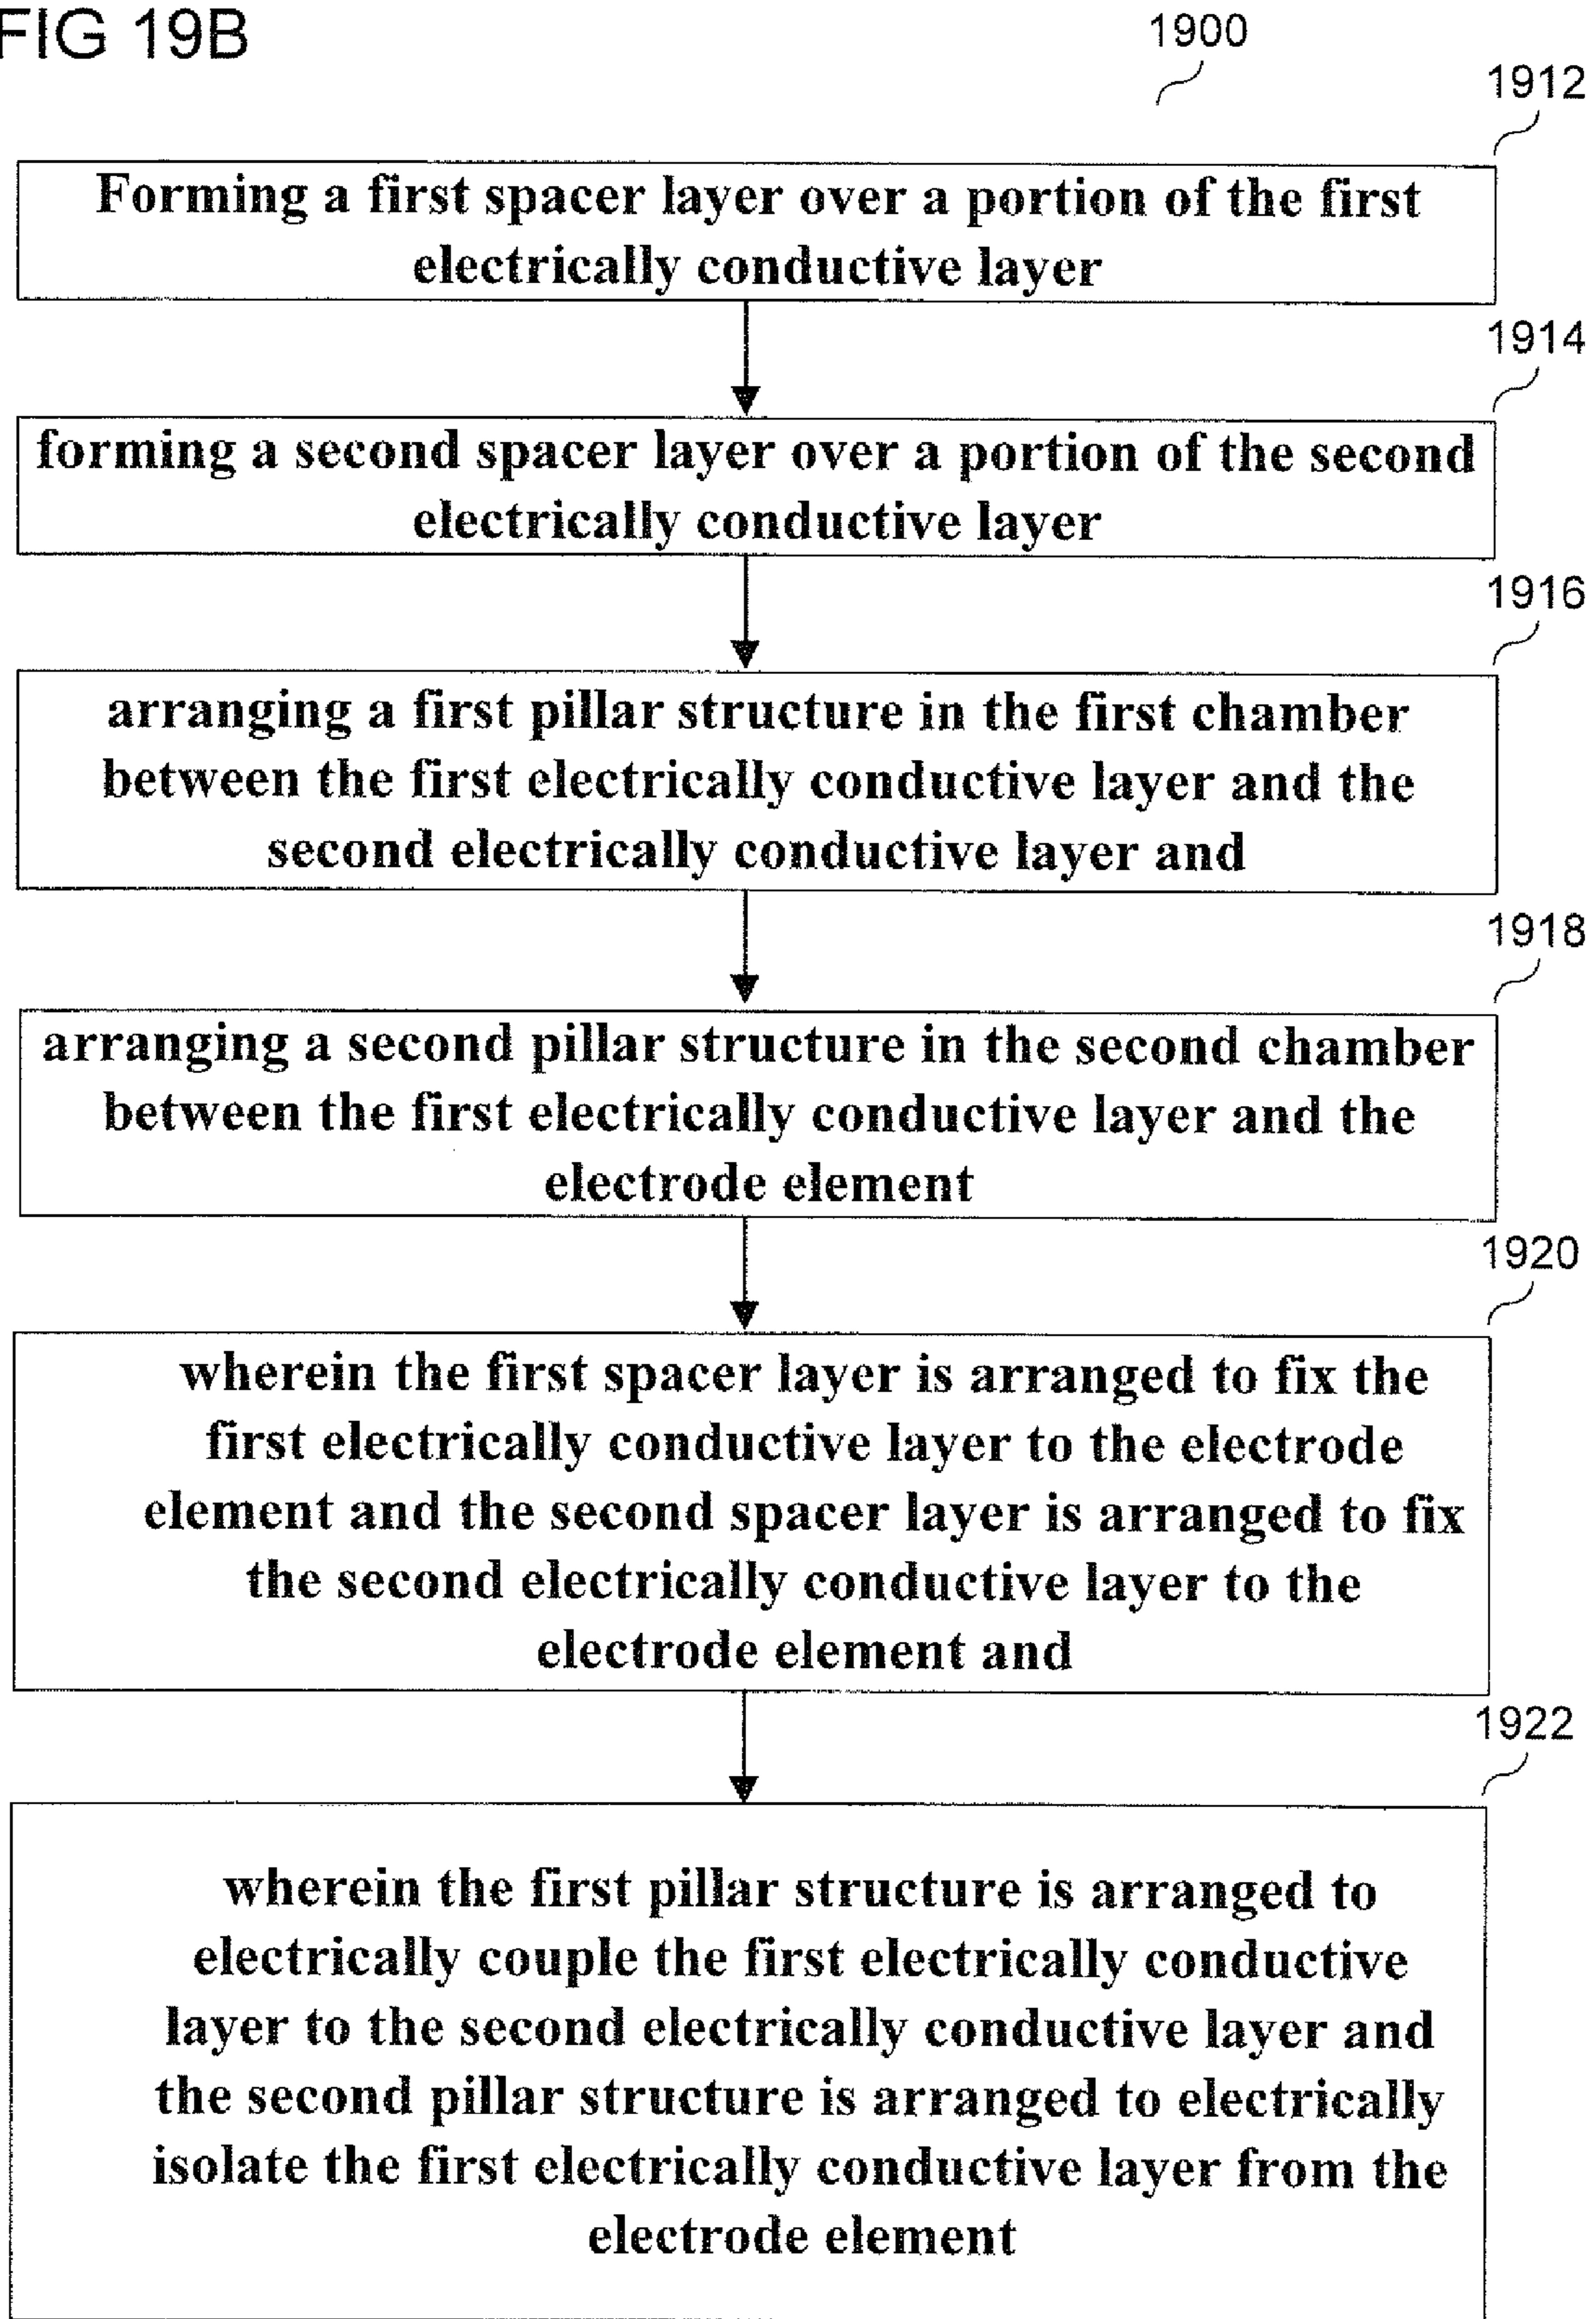 FIG 19B
1900
1912
Forming a first spacer layer over a portion of the first
electrically conductive layer
1914
forming a second spacer layer over a portion of the second
electrically conductive layer
1916
arranging a first pillar structure in the first chamber
between the first electrically conductive layer and the
second electrically conductive layer and
1918
arranging a second pillar structure in the second chamber
between the first electrically conductive layer and the
electrode element
1920
wherein the first spacer layer is arranged to fix the
first electrically conductive layer to the electrode
element and the second spacer layer is arranged to fix
the second electrically conductive layer to the
electrode element and
1922
wherein the first pillar structure is arranged to
electrically couple the first electrically conductive
layer to the second electrically conductive layer and
the second pillar structure is arranged to electrically
isolate the first electrically conductive layer from the
electrode element